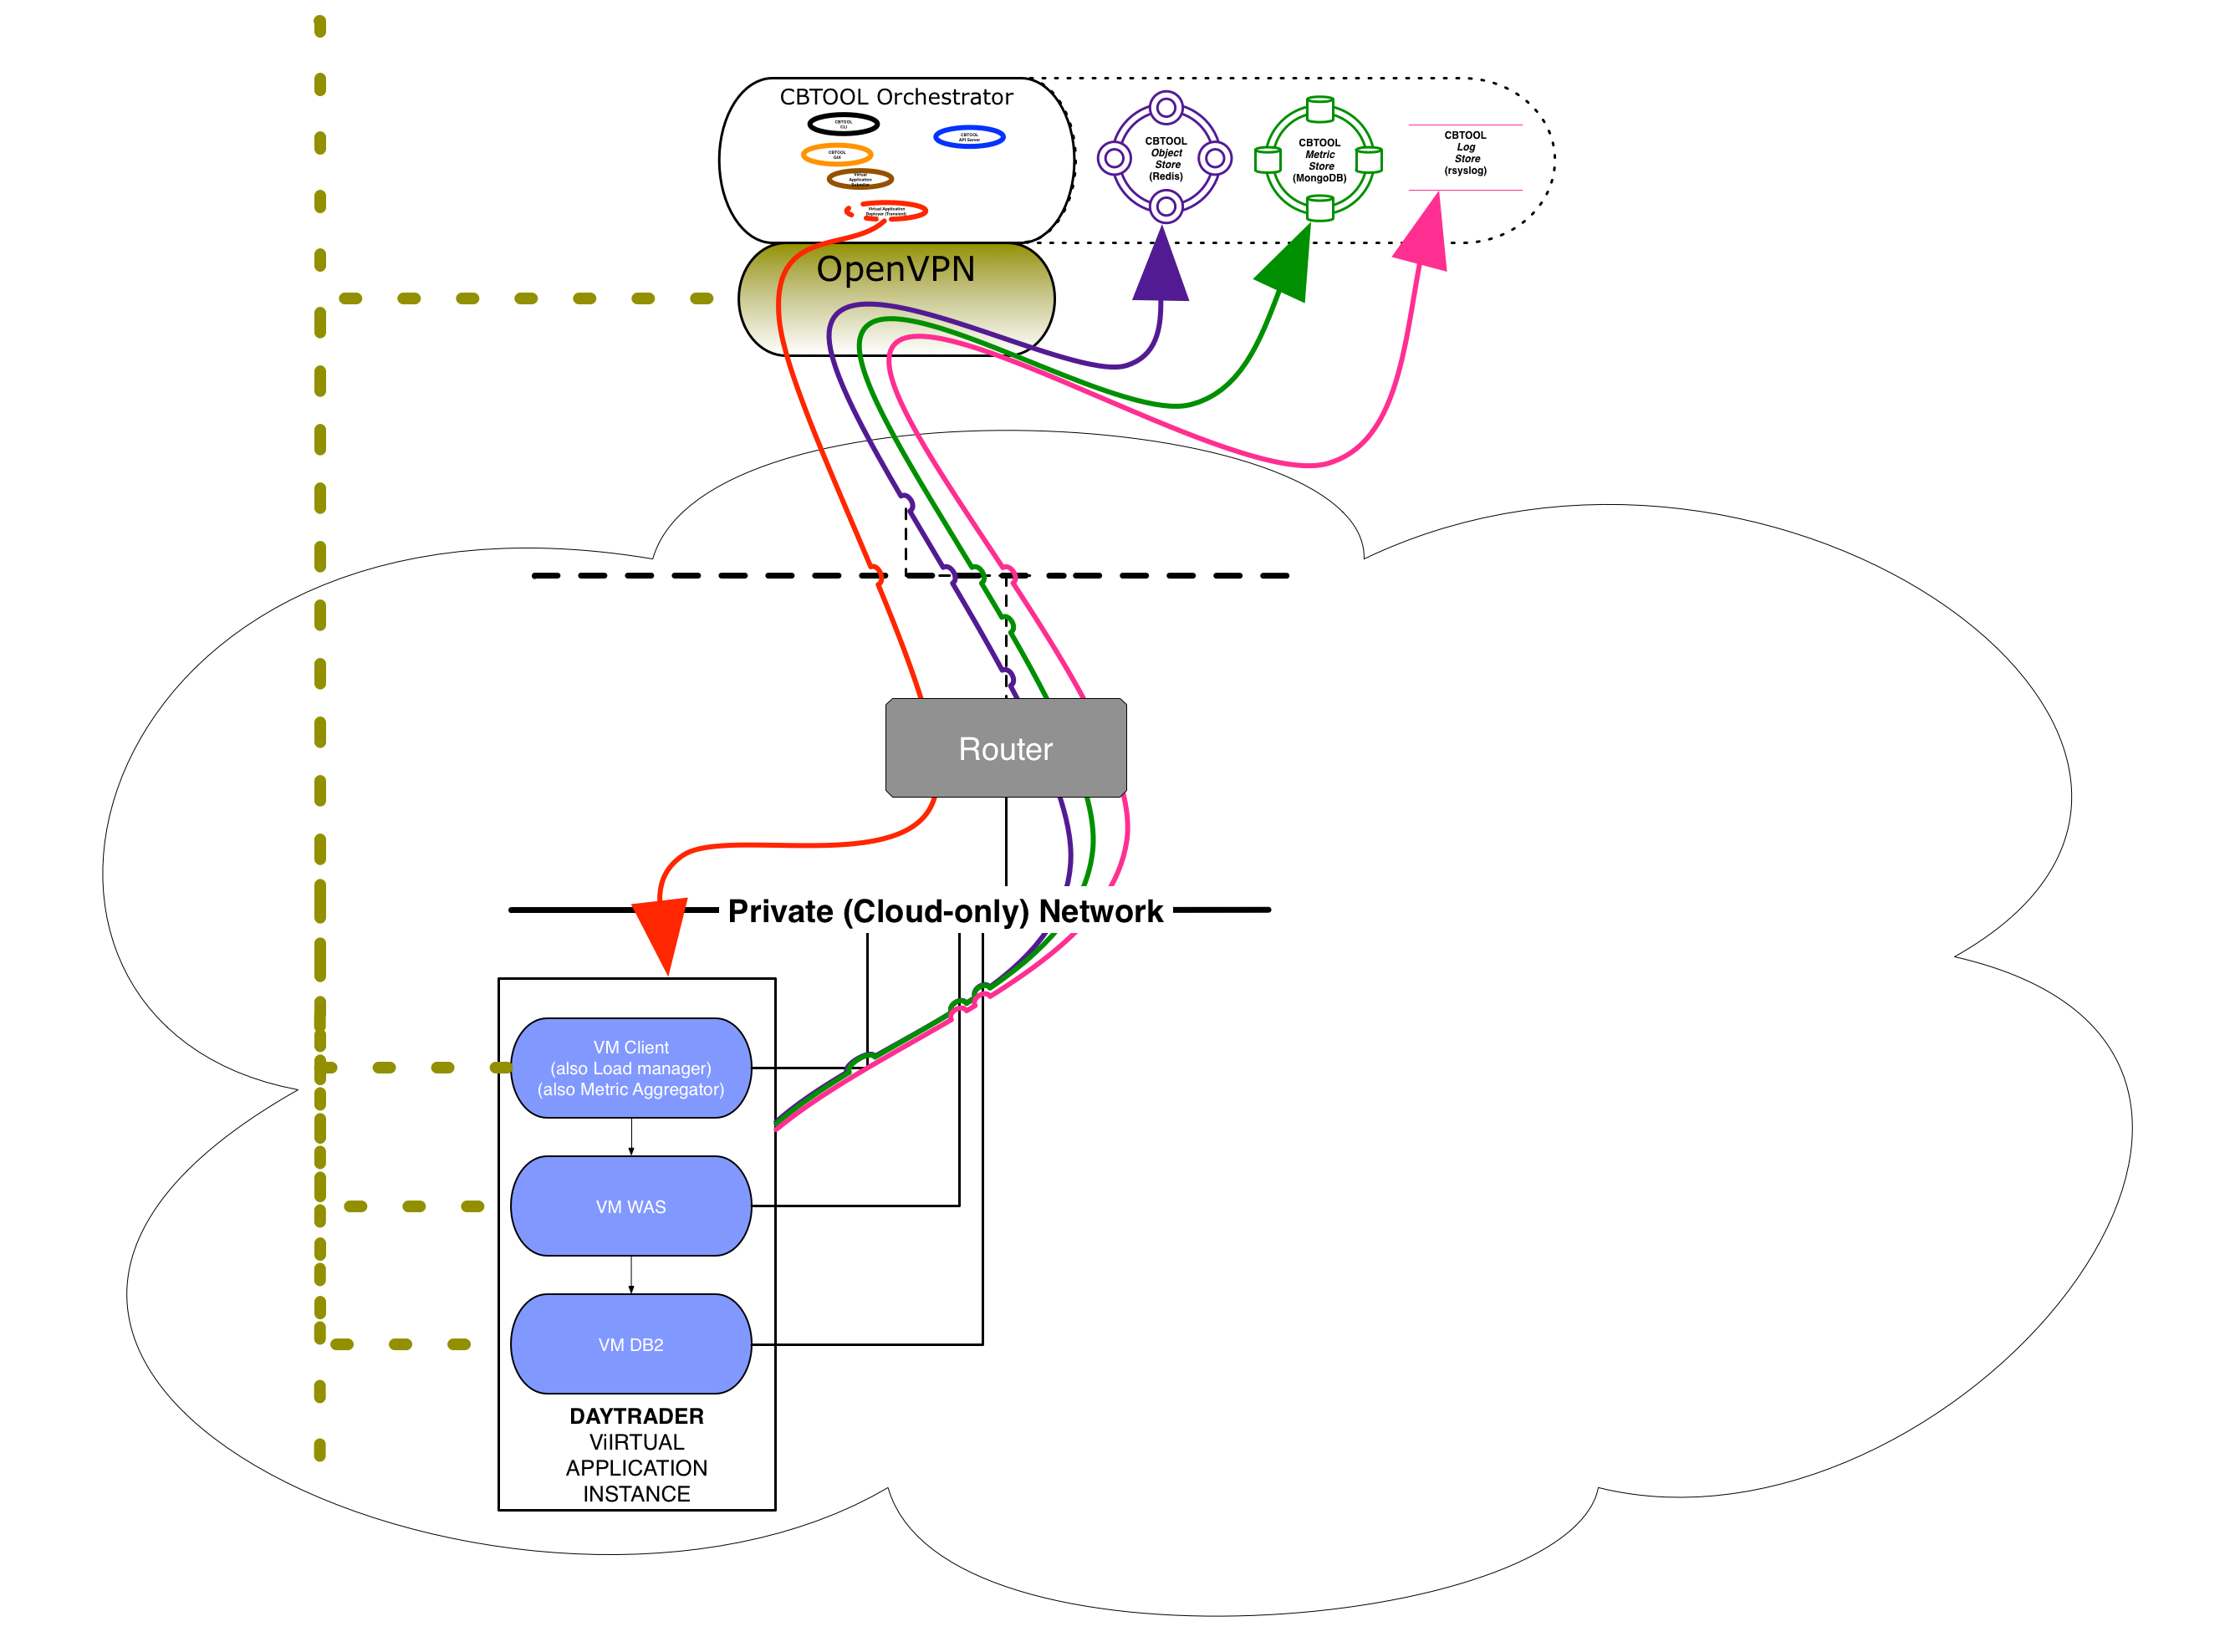 CBTOOL Orchestrator
CBTOOL
CLI
CBTOOL
API Server
CBTOOL
GUI
Virtual
Application
Virtual Application
Deployer (Transient)
CBTOOL
Object
Store
(Redis)
CBTOOL
Metric
Store
(MongoDB)
CBTOOL
Log
Store
(rsyslog)
OpenVPN
Router
Private (Cloud-only) Network
VM Client
(also Load manager)
(also Metric Aggregator)
VM WAS
VM DB2
DAYTRADER
ViIRTUAL
APPLICATION
INSTANCE